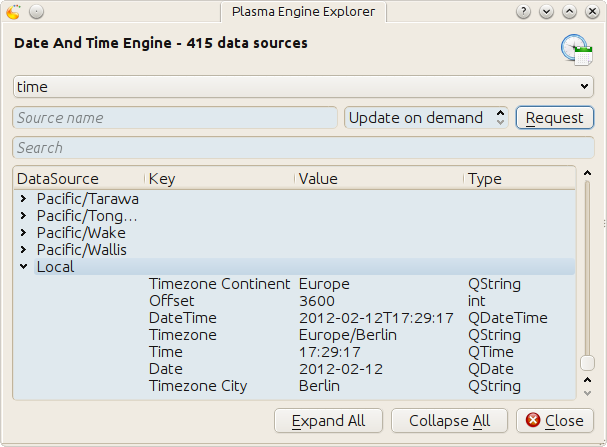 Plasma Engine Explorer
Date And Time Engine - 415 data sources
time
Source name Update on demand Request
Search
DataSource Key Value Type
Pacific/Tarawa
Pacific/Tong...
Pacific/Wake
Pacific/Wallis
Local
Timezone Continent Europe QString
Offset 3600 int
DateTime 2012-02-12T17:29:17 QDateTime
Timezone Europe/Berlin QString
Time 17:29:17 QTime
Date 2012-02-12 QDate
Timezone City Berlin QString
Expand All Collapse All Close